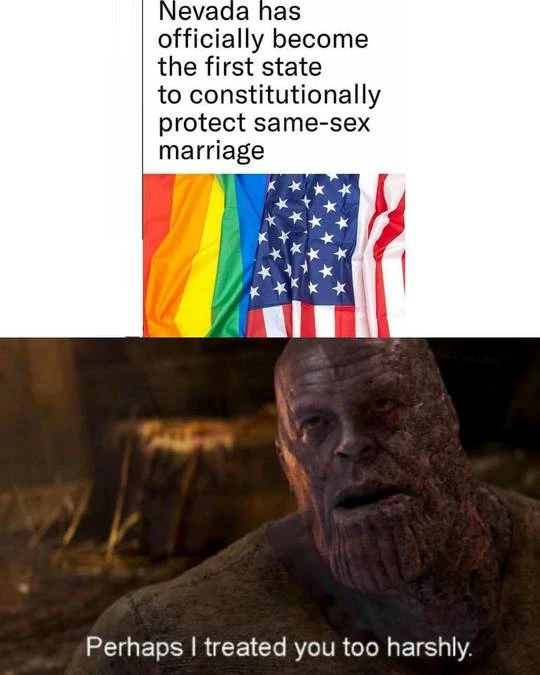 Nevada has
officially become
the first state
to constitutionally
protect same-sex
marriage
Perhaps I treated you too harshly.